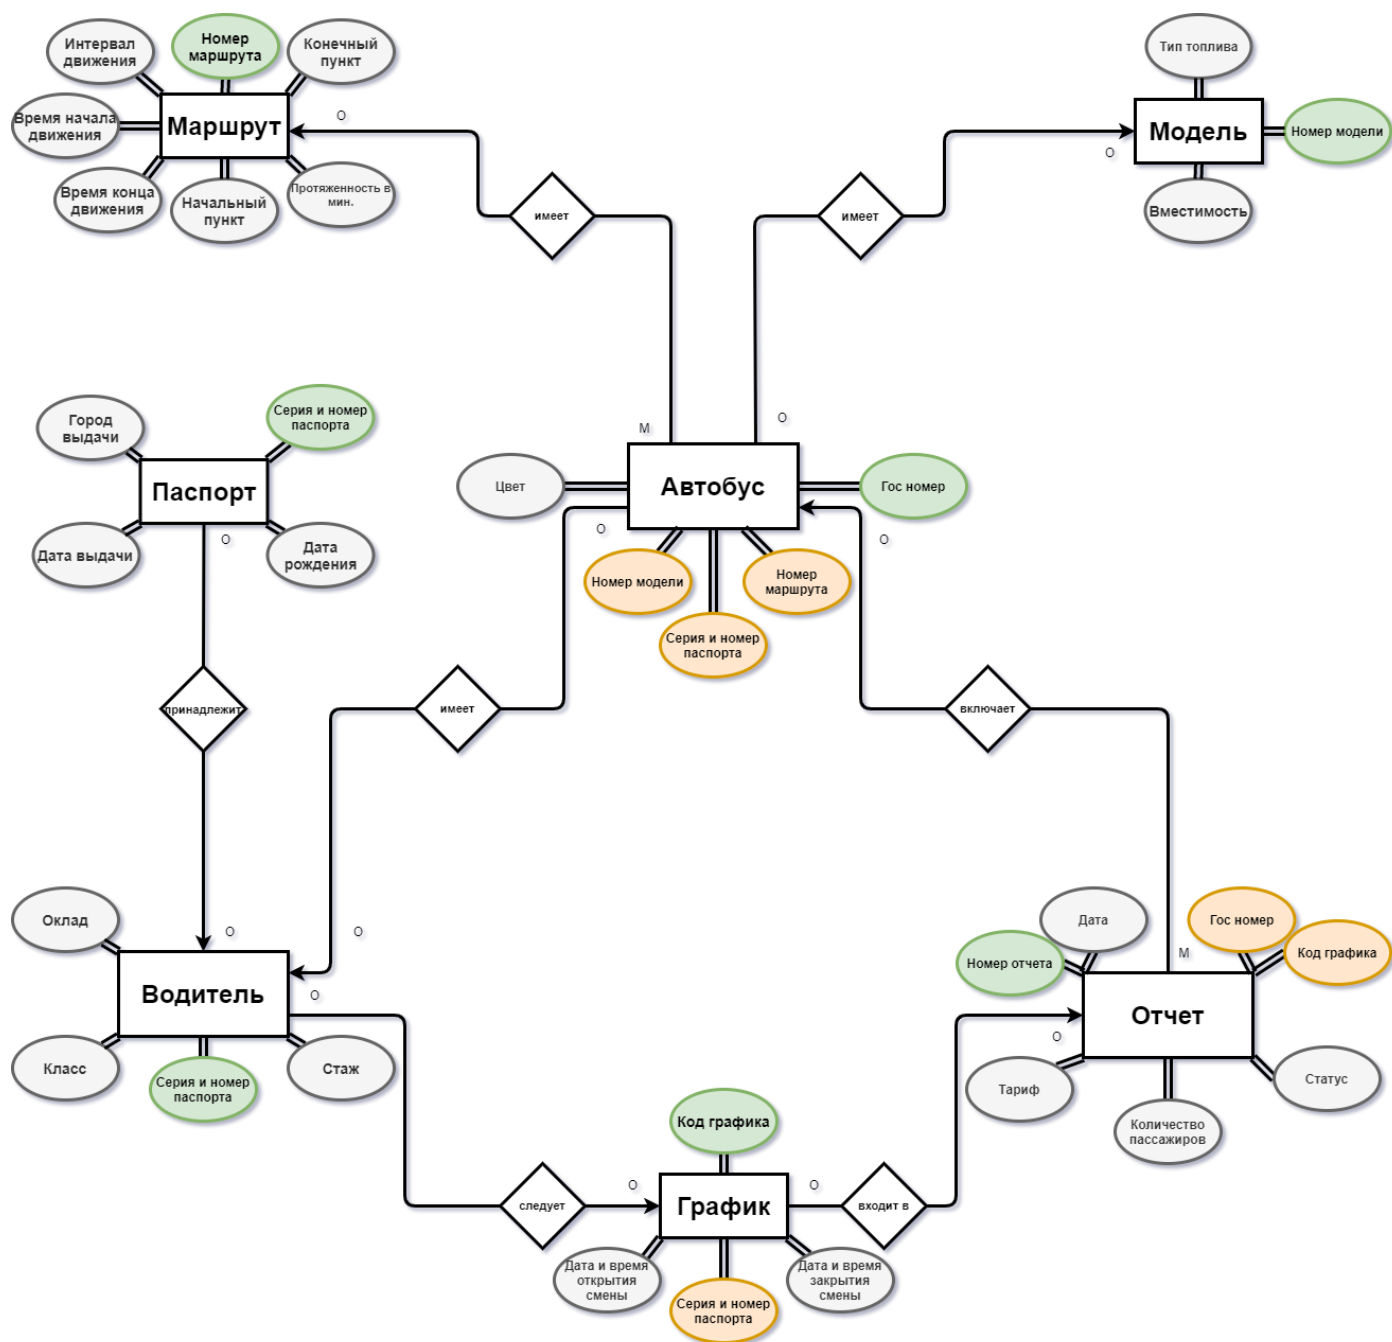 Интервал
движения
Номер
маршрута
Конечный
пункт
Время начала
движения
Маршрут
Время конца
движения
Начальный
пункт
Протяженность в
мин.
O
имеет
имеет
Тип топлива
Модель
Номер модели
O
Вместимость
Город
выдачи
Серия и номер
паспорта
Паспорт
Дата выдачи
O
Дата
рождения
M
O
Цвет
Автобус
Гос номер
O
O
Номер модели
Номер
маршрута
Серия и номер
паспорта
принадлежит
имеет
включает
Оклад
O
O
Водитель
O
Класс
Серия и номер
паспорта
Стаж
Дата
Гос номер
Номер отчета
M
Код графика
Отчет
O
Тариф
Статус
Количество
пассажиров
Код графика
O
O
следует
График
входит в
Дата и время
открытия
смены
Дата и время
закрытия
смены
Серия и номер
паспорта